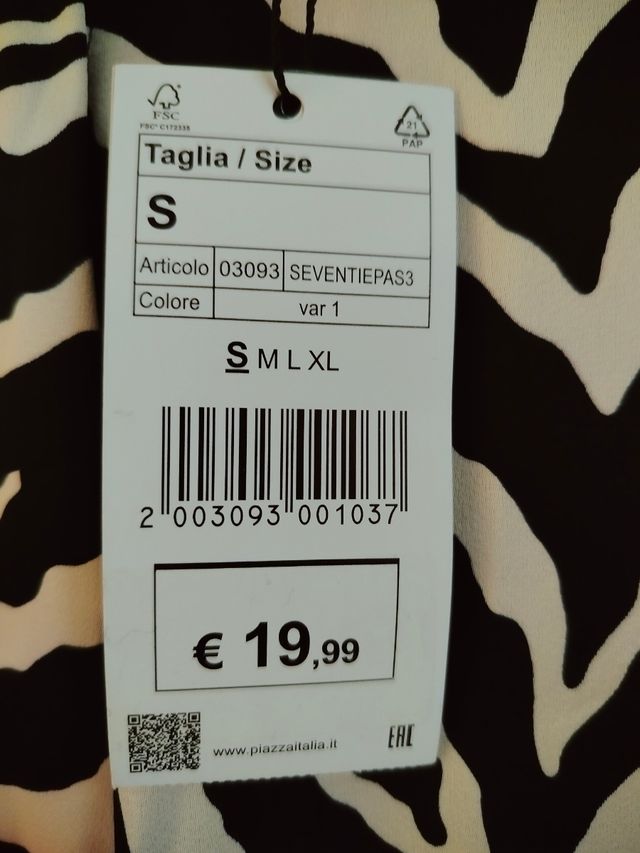 FSC
FSC® C172335
21
PAP
Taglia / Size
S
Articolo 03093 SEVENTIEPAS3
Colore var 1
S M L XL
2 003093 001037
€ 19,99
www.piazzaitalia.it
EAC